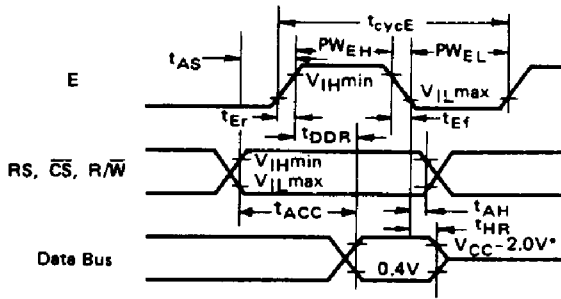 tcycE
PWEH
PWEL
tAS
E
VIHmin
VILmax
tEr
tEf
tDDR
RS, C̅S̅, R/W̅
VIHmin
VILmax
tACC
tAH
tHR
VCC-2.0V*
Data Bus
0.4V